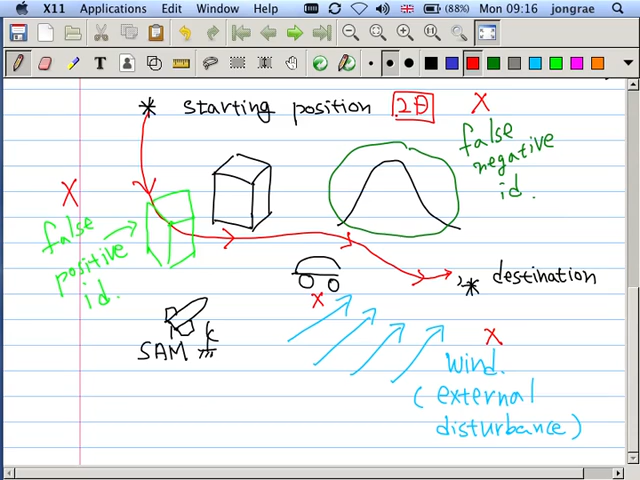 X11 Applications Edit Window Help (88%) Mon 09:16 jongrae
* starting position 2D X
false
negative
id.
X
false
positive
id.
* destination
X
SAM
X
wind.
( external
disturbance )